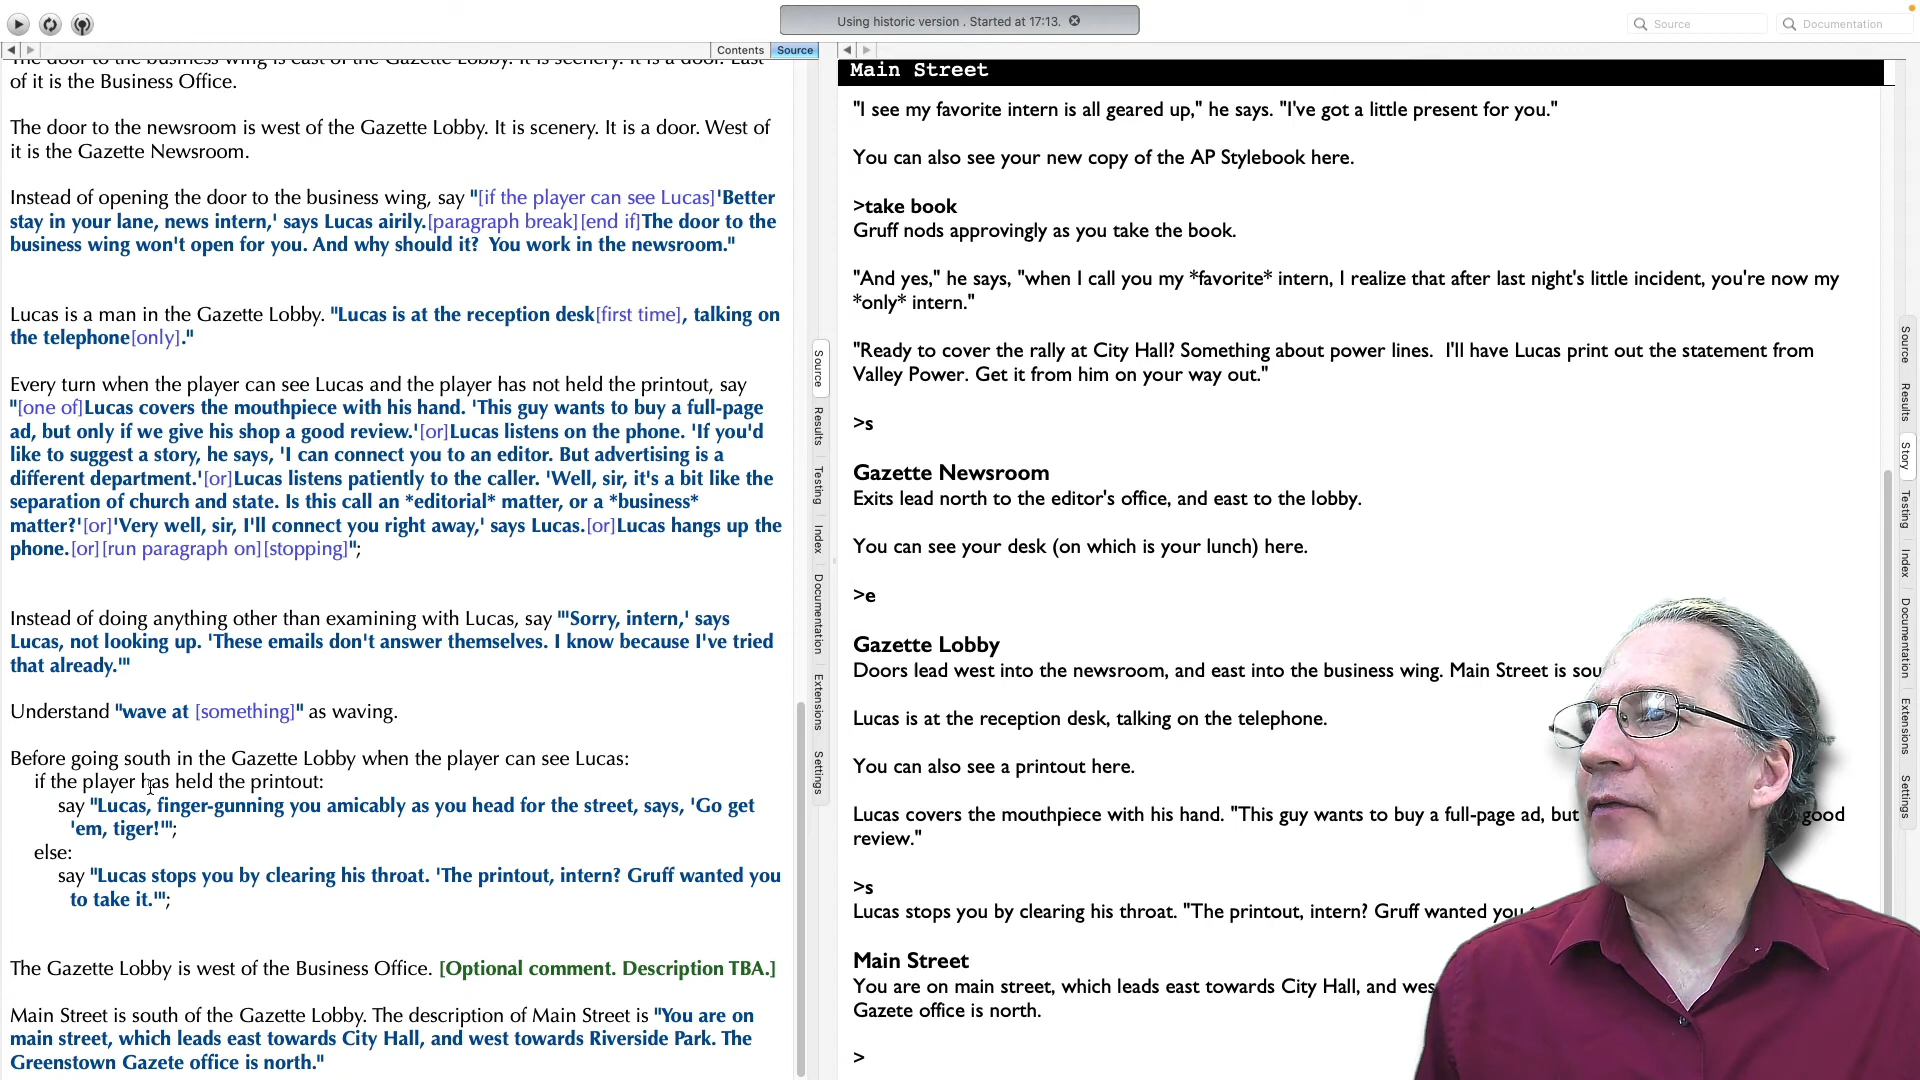 Using historic version . Started at 17:13.
Source
Documentation
Contents
Source
of it is the Business Office.
The door to the newsroom is west of the Gazette Lobby. It is scenery. It is a door. West of
it is the Gazette Newsroom.
Instead of opening the door to the business wing, say "[if the player can see Lucas]'Better
stay in your lane, news intern,' says Lucas airily.[paragraph break][end if]The door to the
business wing won't open for you. And why should it?  You work in the newsroom."
Lucas is a man in the Gazette Lobby. "Lucas is at the reception desk[first time], talking on
the telephone[only]."
Every turn when the player can see Lucas and the player has not held the printout, say
"[one of]Lucas covers the mouthpiece with his hand. 'This guy wants to buy a full-page
ad, but only if we give his shop a good review.'[or]Lucas listens on the phone. 'If you'd
like to suggest a story, he says, 'I can connect you to an editor. But advertising is a
different department.'[or]Lucas listens patiently to the caller. 'Well, sir, it's a bit like the
separation of church and state. Is this call an *editorial* matter, or a *business*
matter?'[or]'Very well, sir, I'll connect you right away,' says Lucas.[or]Lucas hangs up the
phone.[or][run paragraph on][stopping]";
Instead of doing anything other than examining with Lucas, say "'Sorry, intern,' says
Lucas, not looking up. 'These emails don't answer themselves. I know because I've tried
that already.'"
Understand "wave at [something]" as waving.
Before going south in the Gazette Lobby when the player can see Lucas:
if the player has held the printout:
say "Lucas, finger-gunning you amicably as you head for the street, says, 'Go get
'em, tiger!'";
else:
say "Lucas stops you by clearing his throat. 'The printout, intern? Gruff wanted you
to take it.'";
The Gazette Lobby is west of the Business Office. [Optional comment. Description TBA.]
Main Street is south of the Gazette Lobby. The description of Main Street is "You are on
main street, which leads east towards City Hall, and west towards Riverside Park. The
Greenstown Gazete office is north."
Source
Results
Testing
Index
Documentation
Extensions
Settings
Main Street
"I see my favorite intern is all geared up," he says. "I've got a little present for you."
You can also see your new copy of the AP Stylebook here.
>take book
Gruff nods approvingly as you take the book.
"And yes," he says, "when I call you my *favorite* intern, I realize that after last night's little incident, you're now my
*only* intern."
"Ready to cover the rally at City Hall? Something about power lines.  I'll have Lucas print out the statement from
Valley Power. Get it from him on your way out."
>s
Gazette Newsroom
Exits lead north to the editor's office, and east to the lobby.
You can see your desk (on which is your lunch) here.
>e
Gazette Lobby
Doors lead west into the newsroom, and east into the business wing. Main Street is
Lucas is at the reception desk, talking on the telephone.
You can also see a printout here.
Lucas covers the mouthpiece with his hand. "This guy wants to buy a full-page ad, but good
review."
>s
Lucas stops you by clearing his throat. "The printout, intern? Gruff wanted
Main Street
You are on main street, which leads east towards City Hall, and
Gazete office is north.
>
Source
Results
Story
Testing
Index
Documentation
Extensions
Settings